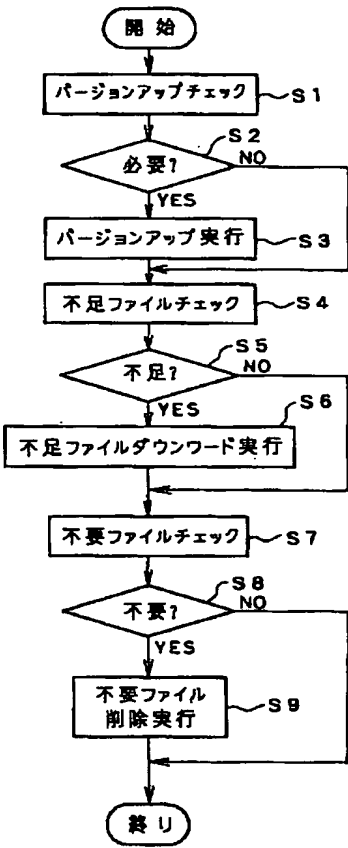 開始
バージョンアップチェック
S1
S2
必要?
NO
YES
バージョンアップ実行
S3
不足ファイルチェック
S4
S5
不足?
NO
YES
S6
不足ファイルダウンワード実行
不要ファイルチェック
S7
S8
不要?
NO
YES
不要ファイル
削除実行
S9
終り